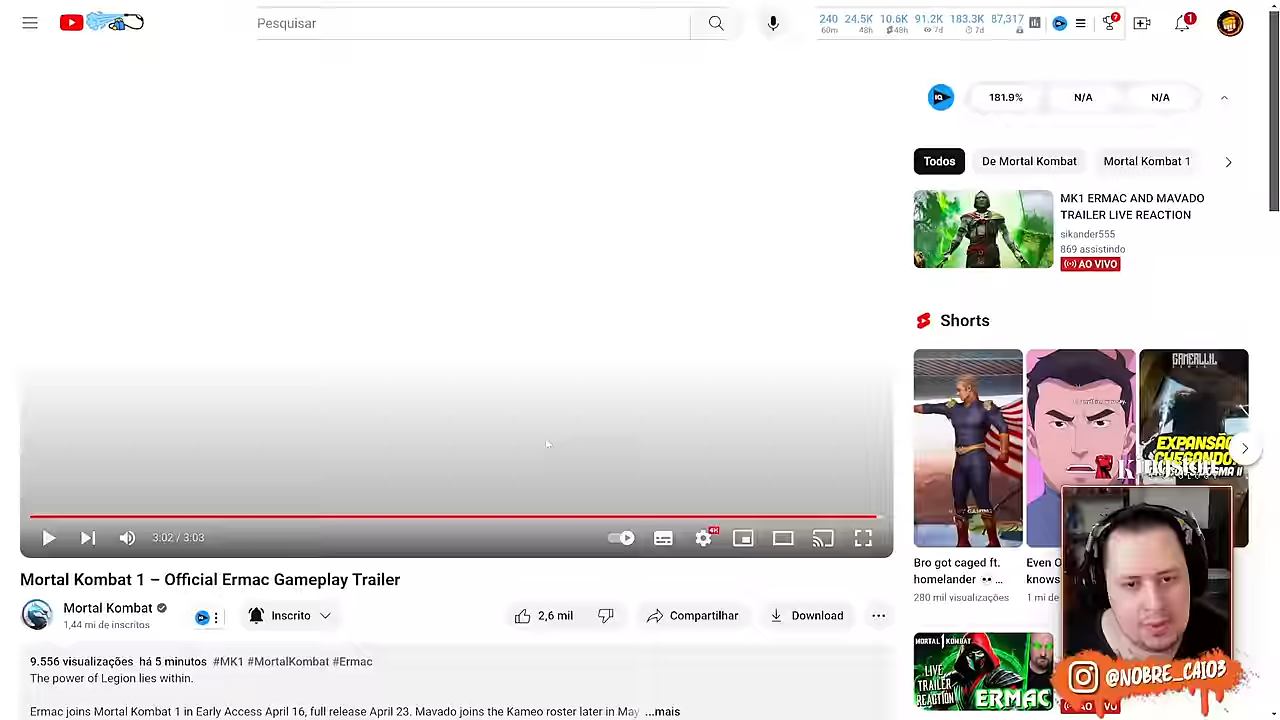 Pesquisar
240 24.5K 10.6K 91.2K 183.3K 87,317
60m 48h 48h 7d 7d
1
IQ 181.9% N/A N/A
Todos De Mortal Kombat Mortal Kombat 1
MK1 ERMAC AND MAVADO
TRAILER LIVE REACTION
sikander555
869 assistindo
AO VIVO
Shorts
GAMEALLIL
EXPANSÃO
CHEGANDO:
3:02 / 3:03
4K
Bro got caged ft.
homelander 💀 ...
280 mil visualizações
Even O
knows
1 mi de
Mortal Kombat 1 – Official Ermac Gameplay Trailer
Mortal Kombat
1,44 mi de inscritos
Inscrito
2,6 mil
Compartilhar
Download
9.556 visualizações há 5 minutos #MK1 #MortalKombat #Ermac
The power of Legion lies within.
Ermac joins Mortal Kombat 1 in Early
April 23. Mavado joins the Kameo roster later in May ...mais
MORTAL KOMBAT
LIVE
TRAILER
REACTION
ERMAC
@NOBRE_CAIO3